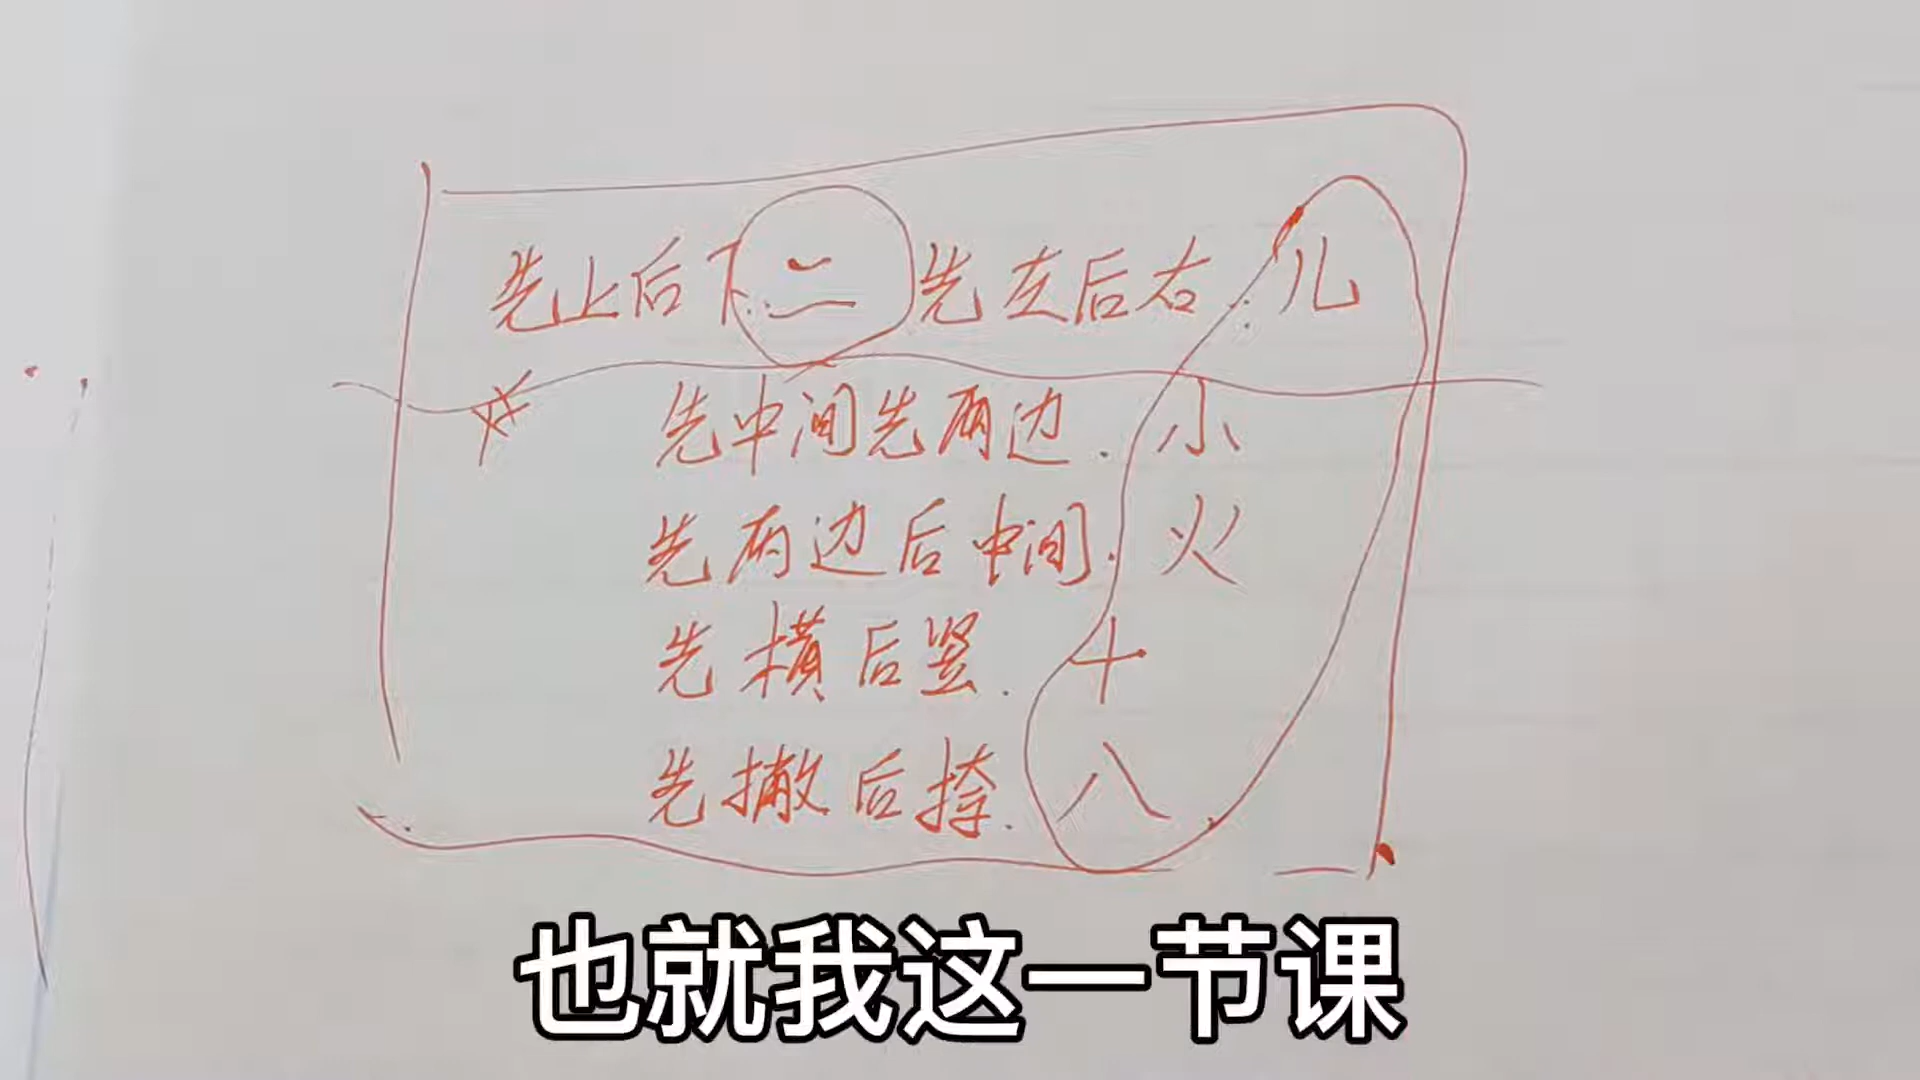 先上后下.二先左后右.儿
先中间先两边.小
先两边后中间.火
先横后竖.十
先撇后捺.八
也就我这一节课